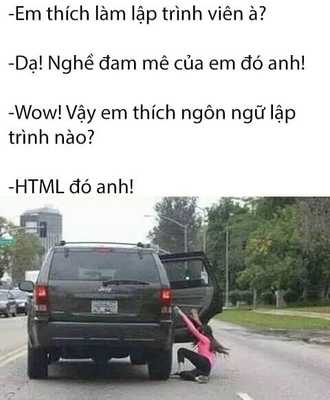 -Em thích làm lập trình viên à?
-Dạ! Nghề đam mê của em đó anh!
-Wow! Vậy em thích ngôn ngữ lập
trình nào?
-HTML đó anh!